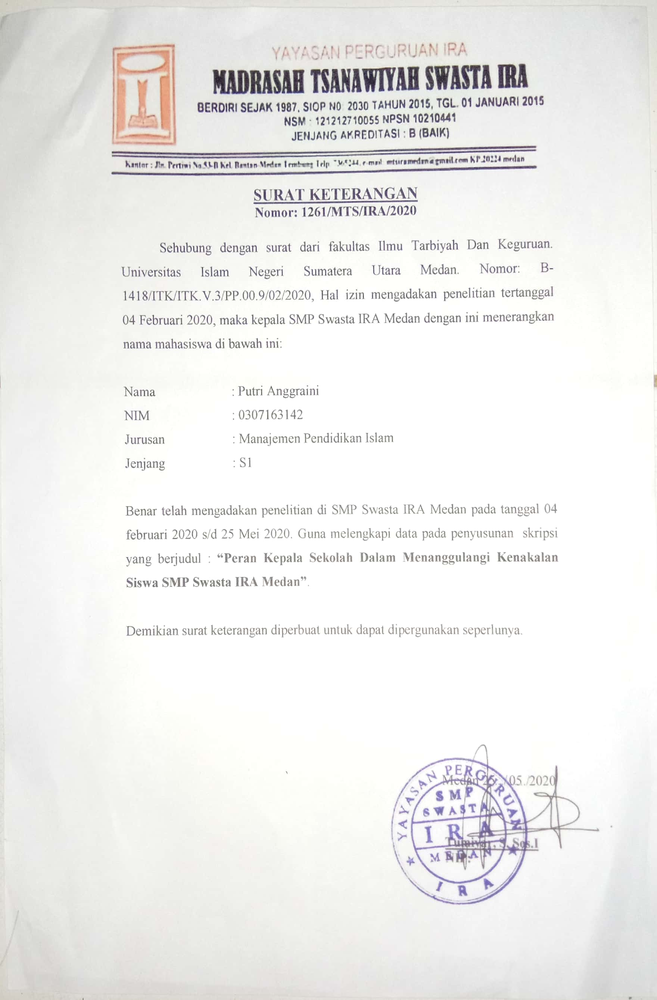 YAYASAN PERGURUAN IRA
MADRASAH TSANAWIYAH SWASTA IRA
BERDIRI SEJAK 1987, SIOP NO 2030 TAHUN 2015, TGL. 01 JANUARI 2015
NSM : 121212710055 NPSN 10210441
JENJANG AKREDITASI : B (BAIK)
Kantor : Jln. Pertiwi No Kel. Bantan Medan Tembung Telp e-mail mtsiramedan@gmail.com KP 20224 medan
SURAT KETERANGAN
Nomor: 1261/MTS/IRA/2020
Sehubung dengan surat dari fakultas Ilmu Tarbiyah Dan Keguruan.
Universitas Islam Negeri Sumatera Utara Medan. Nomor: B-
1418/ITK/ITK.V.3/PP.00.9/02/2020, Hal izin mengadakan penelitian tertanggal
04 Februari 2020, maka kepala SMP Swasta IRA Medan dengan ini menerangkan
nama mahasiswa di bawah ini:
Nama : Putri Anggraini
NIM : 0307163142
Jurusan : Manajemen Pendidikan Islam
Jenjang : S1
Benar telah mengadakan penelitian di SMP Swasta IRA Medan pada tanggal 04
februari 2020 s/d 25 Mei 2020. Guna melengkapi data pada penyusunan skripsi
yang berjudul : “Peran Kepala Sekolah Dalam Menanggulangi Kenakalan
Siswa SMP Swasta IRA Medan”.
Demikian surat keterangan diperbuat untuk dapat dipergunakan seperlunya.
Medan /05./2020
YAYASAN PERGURUAN
SMP
SWASTA
IRA
MEDAN
IRA
S. Sos.I